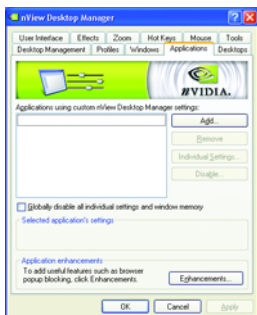 nView Desktop Manager
User Interface Effects Zoom Hot Keys Mouse Tools
Desktop Management Profiles Windows Applications Desktops
NVIDIA.
Applications using custom nView Desktop Manager settings:
Add...
Remove
Individual Settings...
Disable...
Globally disable all individual settings and window memory
Selected application's settings
Application enhancements
To add useful features such as browser
popup blocking, click Enhancements.
Enhancements...
OK Cancel Apply